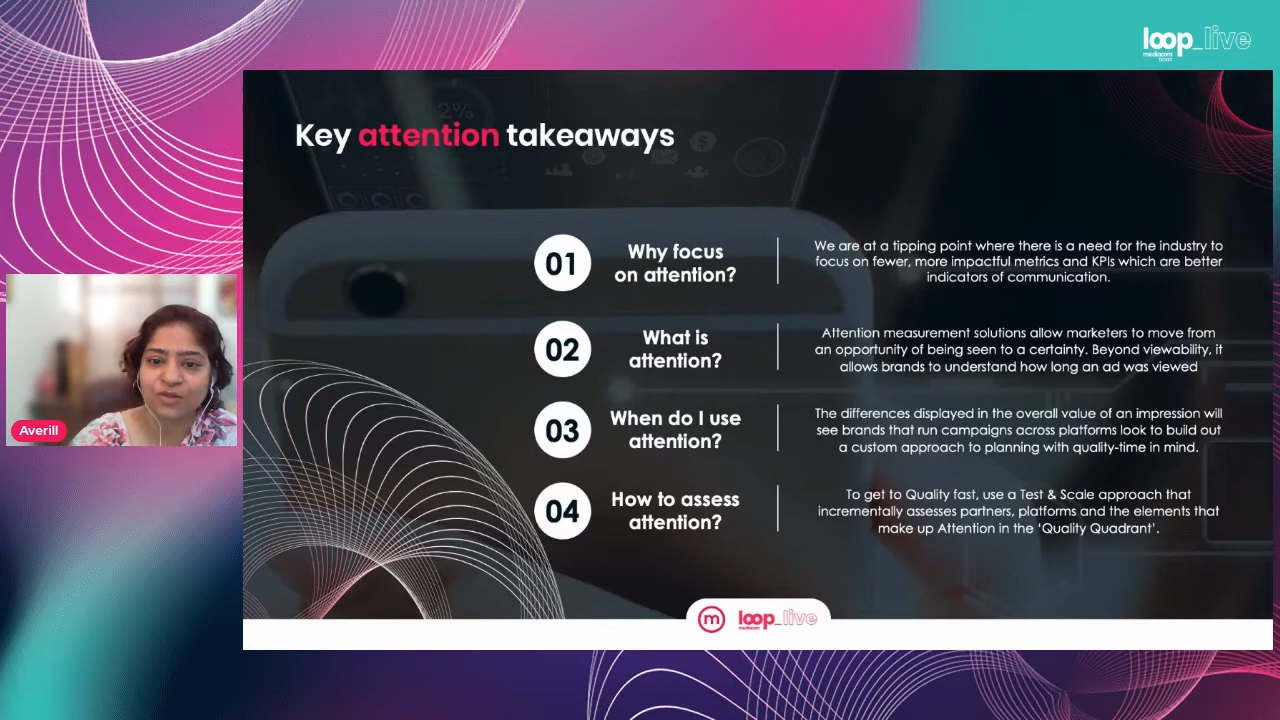 loop_live
mediacom
apac
Key attention takeaways
2%
01
Why focus
on attention?
We are at a tipping point where there is a need for the industry to
focus on fewer, more impactful metrics and KPIs which are better
indicators of communication.
02
What is
attention?
Attention measurement solutions allow marketers to move from
an opportunity of being seen to a certainty. Beyond viewability, it
allows brands to understand how long an ad was viewed
03
When do I use
attention?
The differences displayed in the overall value of an impression will
see brands that run campaigns across platforms look to build out
a custom approach to planning with quality-time in mind.
04
How to assess
attention?
To get to Quality fast, use a Test & Scale approach that
incrementally assesses partners, platforms and the elements that
make up Attention in the ‘Quality Quadrant’.
Averill
m
loop_live
mediacom